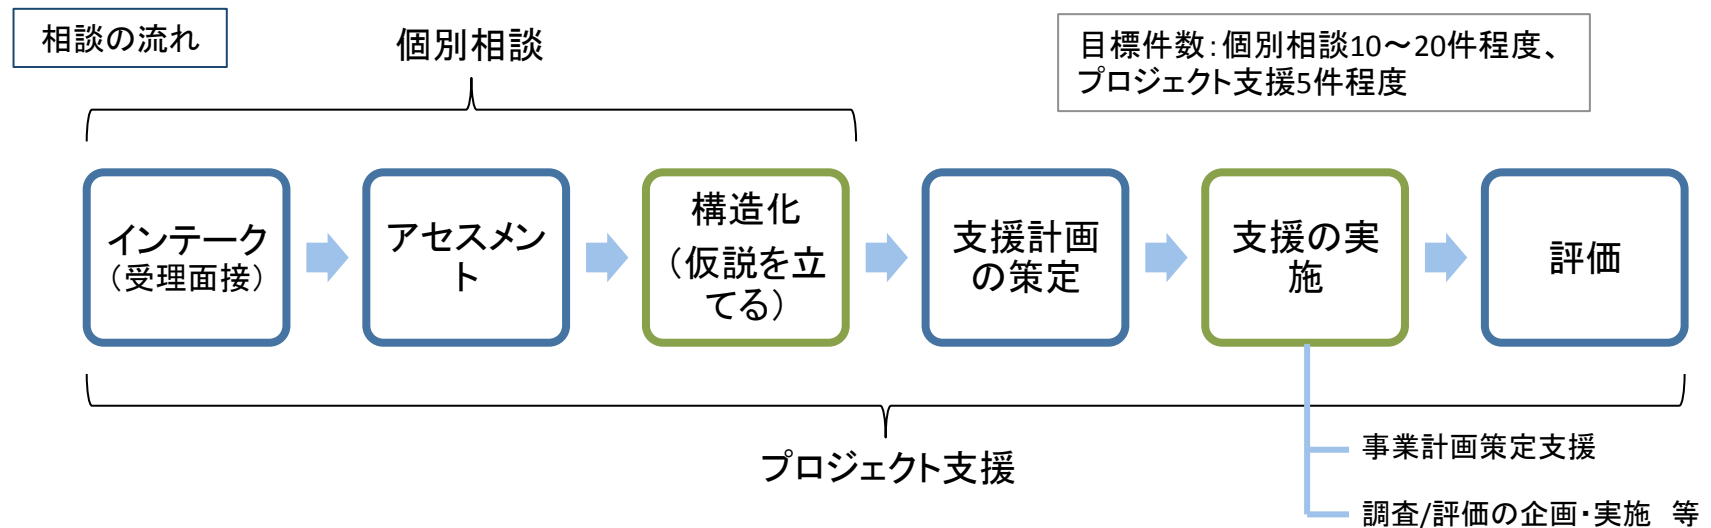 相談の流れ
個別相談
目標件数：個別相談10～20件程度、
プロジェクト支援5件程度
インテーク
（受理面接）
アセスメン
ト
構造化
（仮説を立
てる）
支援計画
の策定
支援の実
施
評価
プロジェクト支援
事業計画策定支援
調査/評価の企画・実施　等